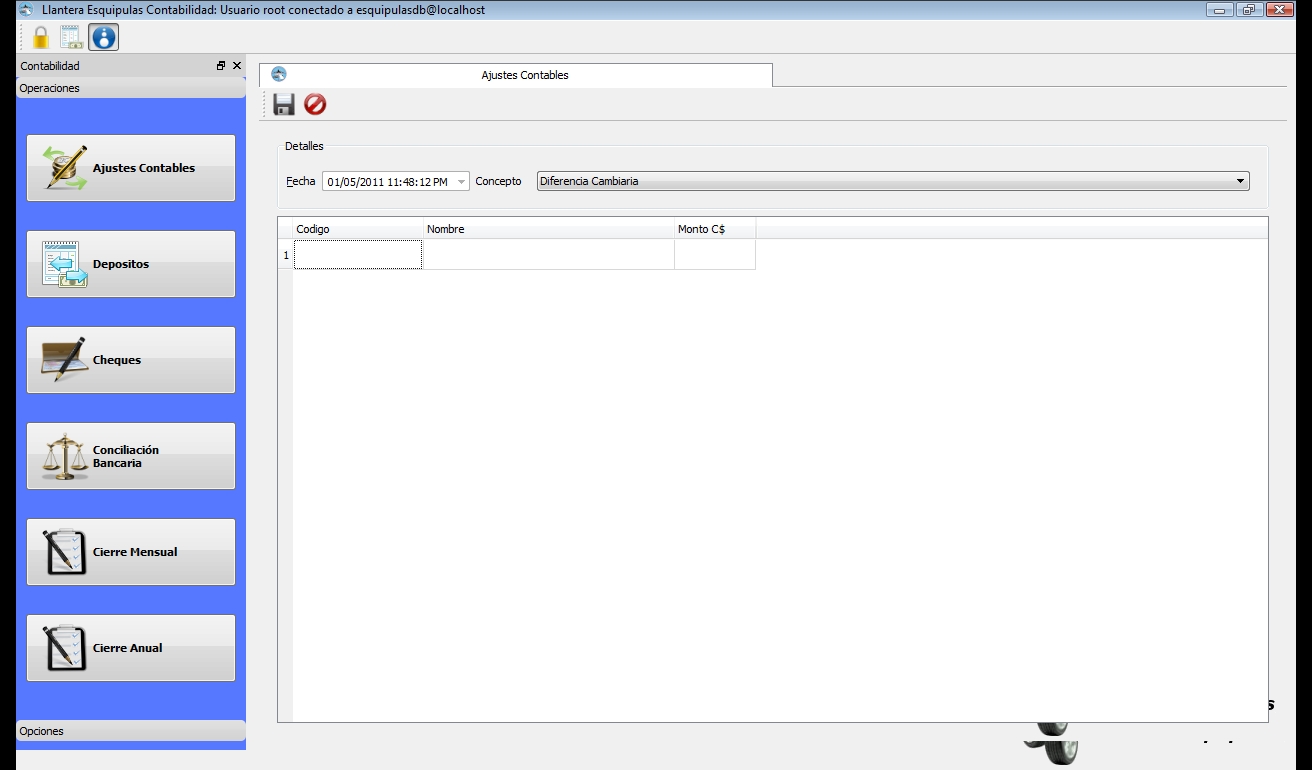 Llantera Esquipulas Contabilidad: Usuario root conectado a esquipulasdb@localhost
Contabilidad
Operaciones
Ajustes Contables
Depositos
Cheques
Conciliación
Bancaria
Cierre Mensual
Cierre Anual
Opciones
Ajustes Contables
Detalles
Fecha 01/05/2011 11:48:12 PM Concepto Diferencia Cambiaria
Codigo Nombre Monto C$
1
s